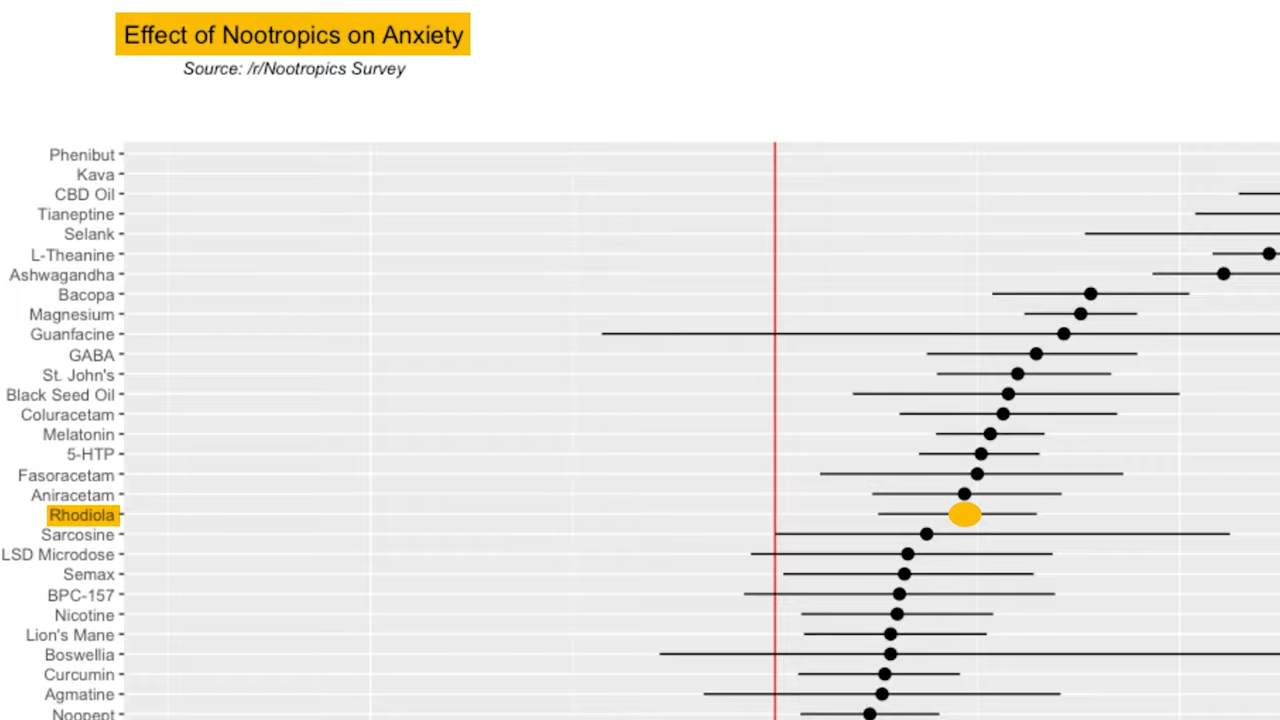 Effect of Nootropics on Anxiety
Source: /r/Nootropics Survey
Phenibut
Kava
CBD Oil
Tianeptine
Selank
L-Theanine
Ashwagandha
Bacopa
Magnesium
Guanfacine
GABA
St. John's
Black Seed Oil
Coluracetam
Melatonin
5-HTP
Fasoracetam
Aniracetam
Rhodiola
Sarcosine
LSD Microdose
Semax
BPC-157
Nicotine
Lion's Mane
Boswellia
Curcumin
Agmatine
Noopept